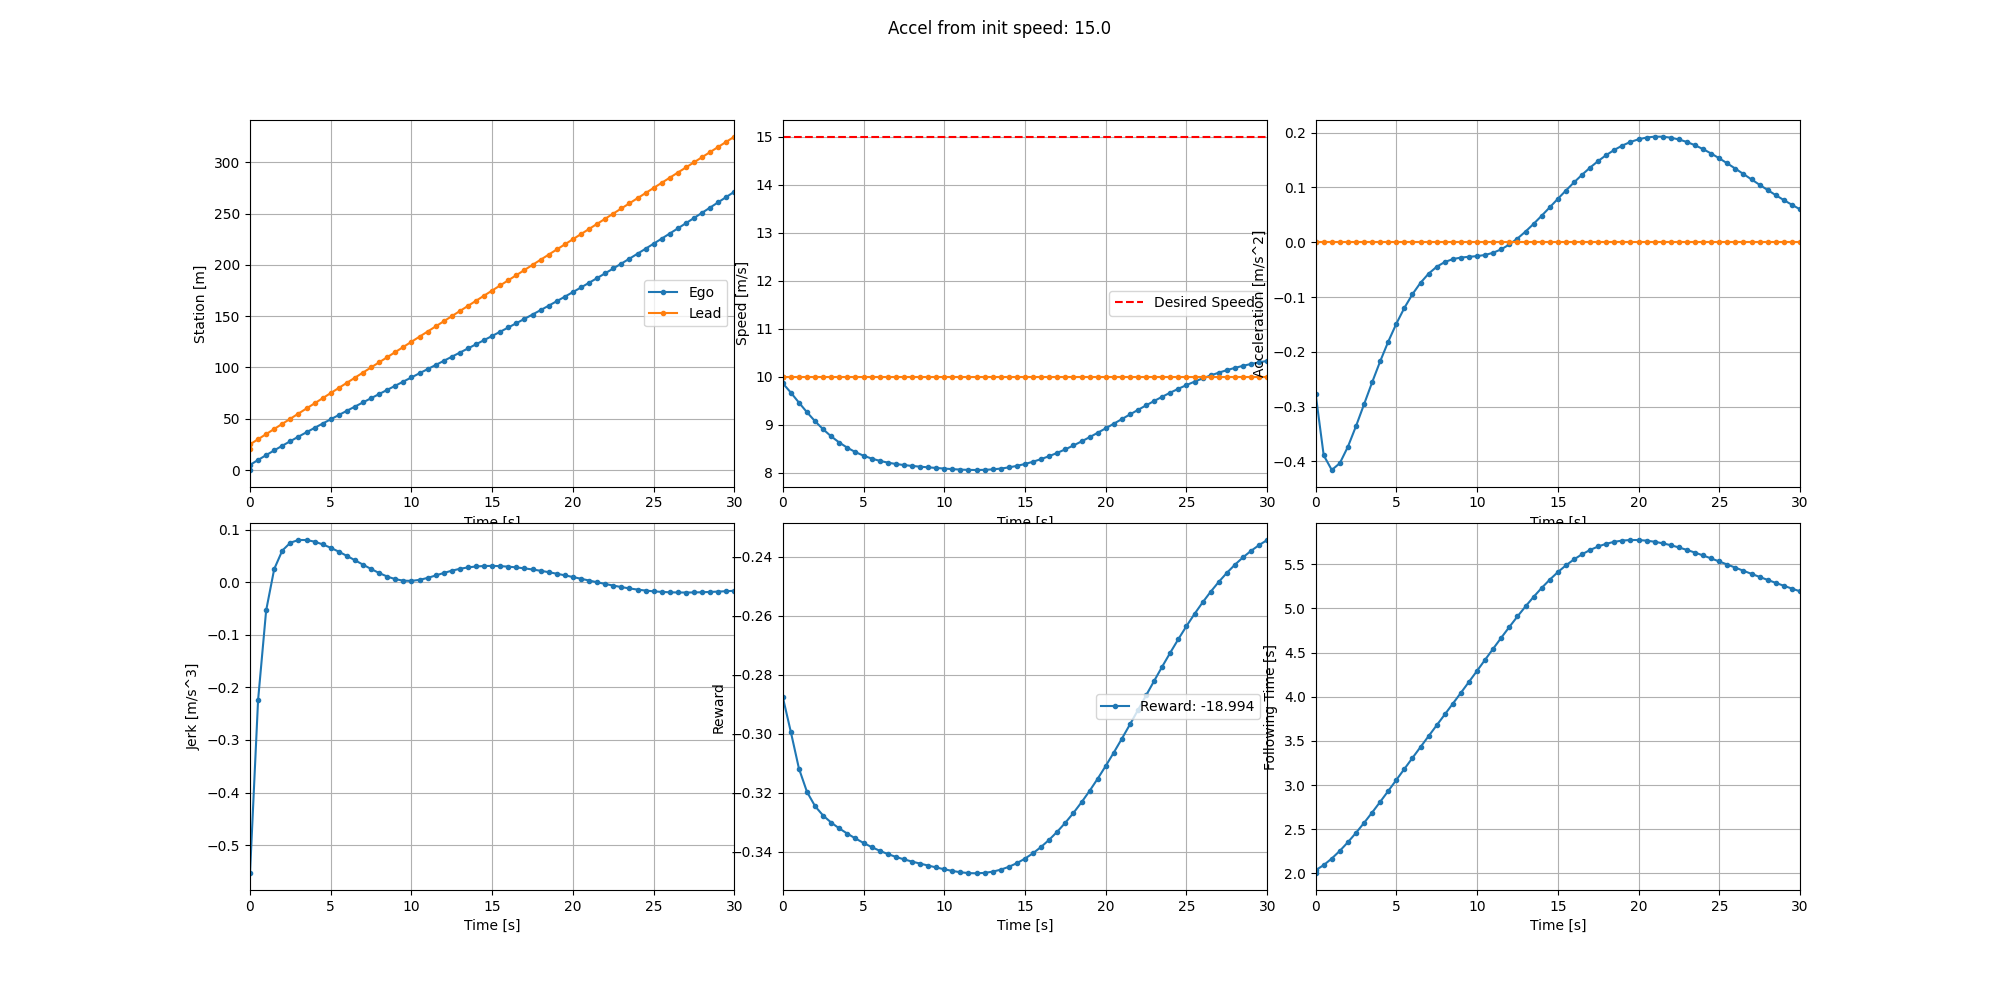 Accel from init speed: 15.0
Station [m]
300
250
200
150
100
50
0
Ego
Lead
0 5 10 15 20 25 30
Time [s]
Speed [m/s]
15
14
13
12
11
10
9
8
Desired Speed
0 5 10 15 20 25 30
Time [s]
Acceleration [m/s^2]
0.2
0.1
0.0
−0.1
−0.2
−0.3
−0.4
0 5 10 15 20 25 30
Time [s]
Jerk [m/s^3]
0.1
0.0
−0.1
−0.2
−0.3
−0.4
−0.5
0 5 10 15 20 25 30
Time [s]
Reward
−0.24
−0.26
−0.28
−0.30
−0.32
−0.34
Reward: -18.994
0 5 10 15 20 25 30
Time [s]
Following Time [s]
5.5
5.0
4.5
4.0
3.5
3.0
2.5
2.0
0 5 10 15 20 25 30
Time [s]